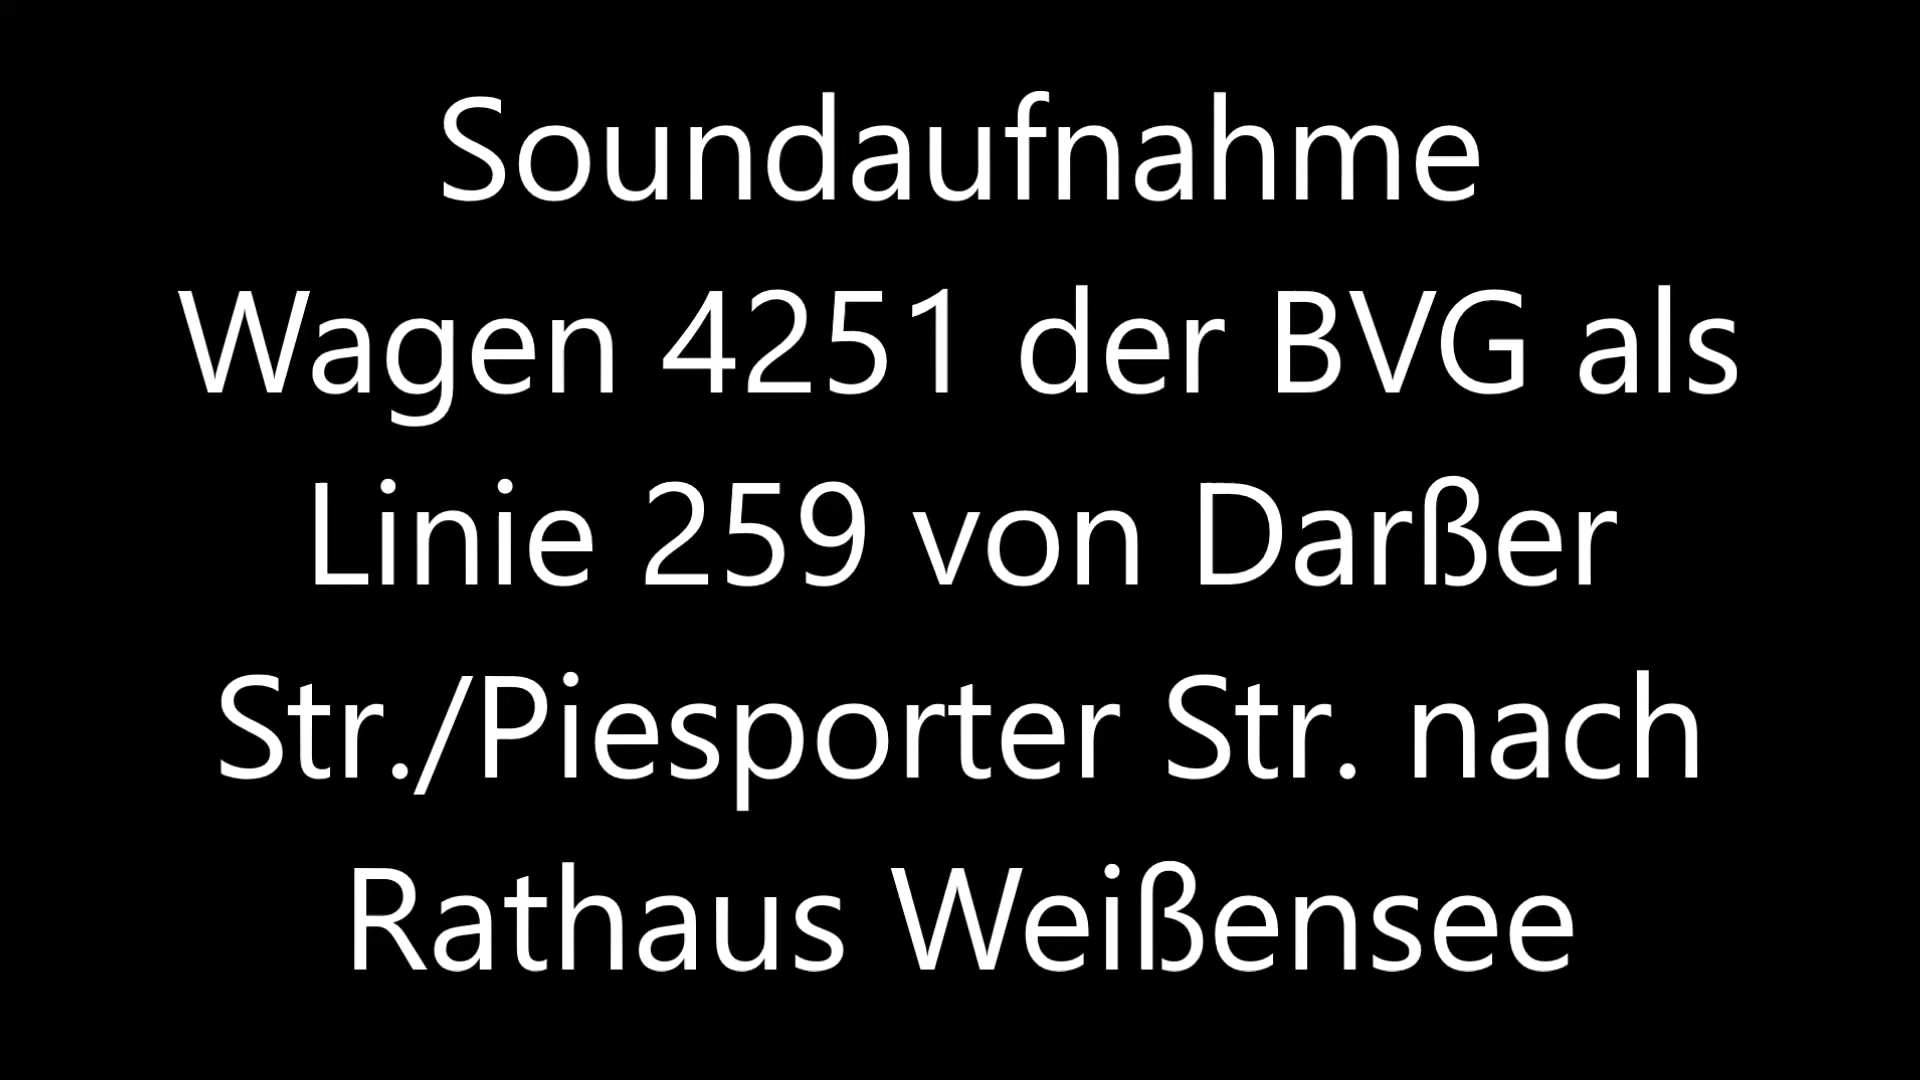 Soundaufnahme
Wagen 4251 der BVG als
Linie 259 von Darßer
Str./Piesporter Str. nach
Rathaus Weißensee